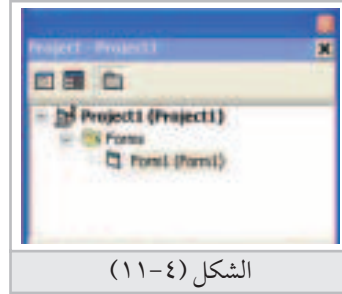 Project - Project1
Project1 (Project1)
Forms
Form1 (Form1)
الشكل (٤-١١)